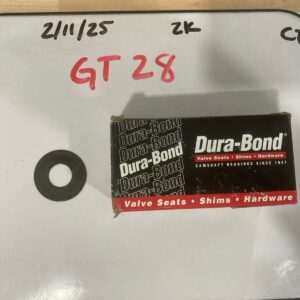 2/11/25 2K
GT 28
Dura-Bond
Dura-Bond
Dura-Bond
Dura-Bond
Valve Seats • Shims • Hardware
CAMSHAFT BEARINGS SINCE 1947
Valve Seats • Shims • Hardware